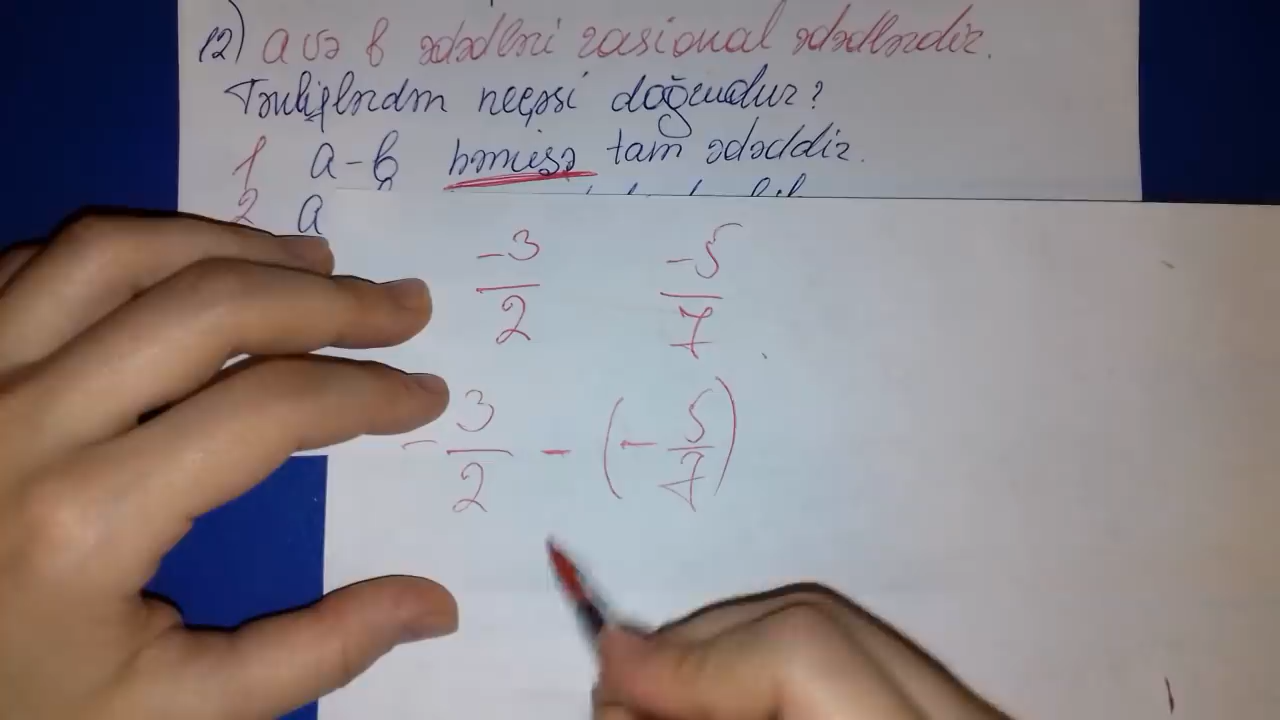 12) a və b ədədləri rasional ədədlərdir.
Təkliflərdən neçəsi doğrudur?
1 a-b həmişə tam ədəddir.
2 a
-3/2 -5/7
- 3/2 - (- 5/7)